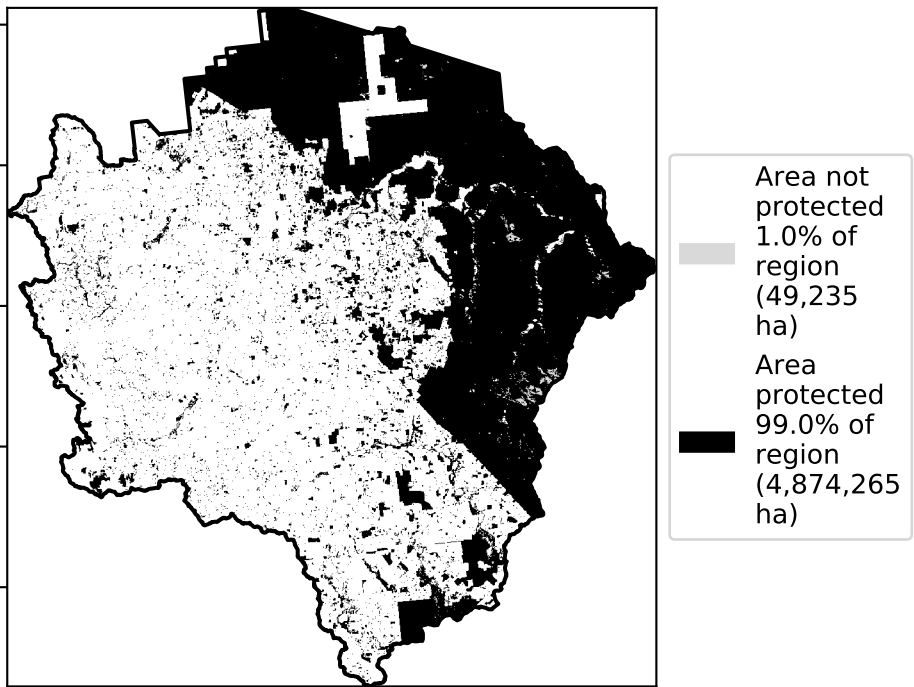 Area not
protected
1.0% of
region
(49,235
ha)
Area
protected
99.0% of
region
(4,874,265
ha)